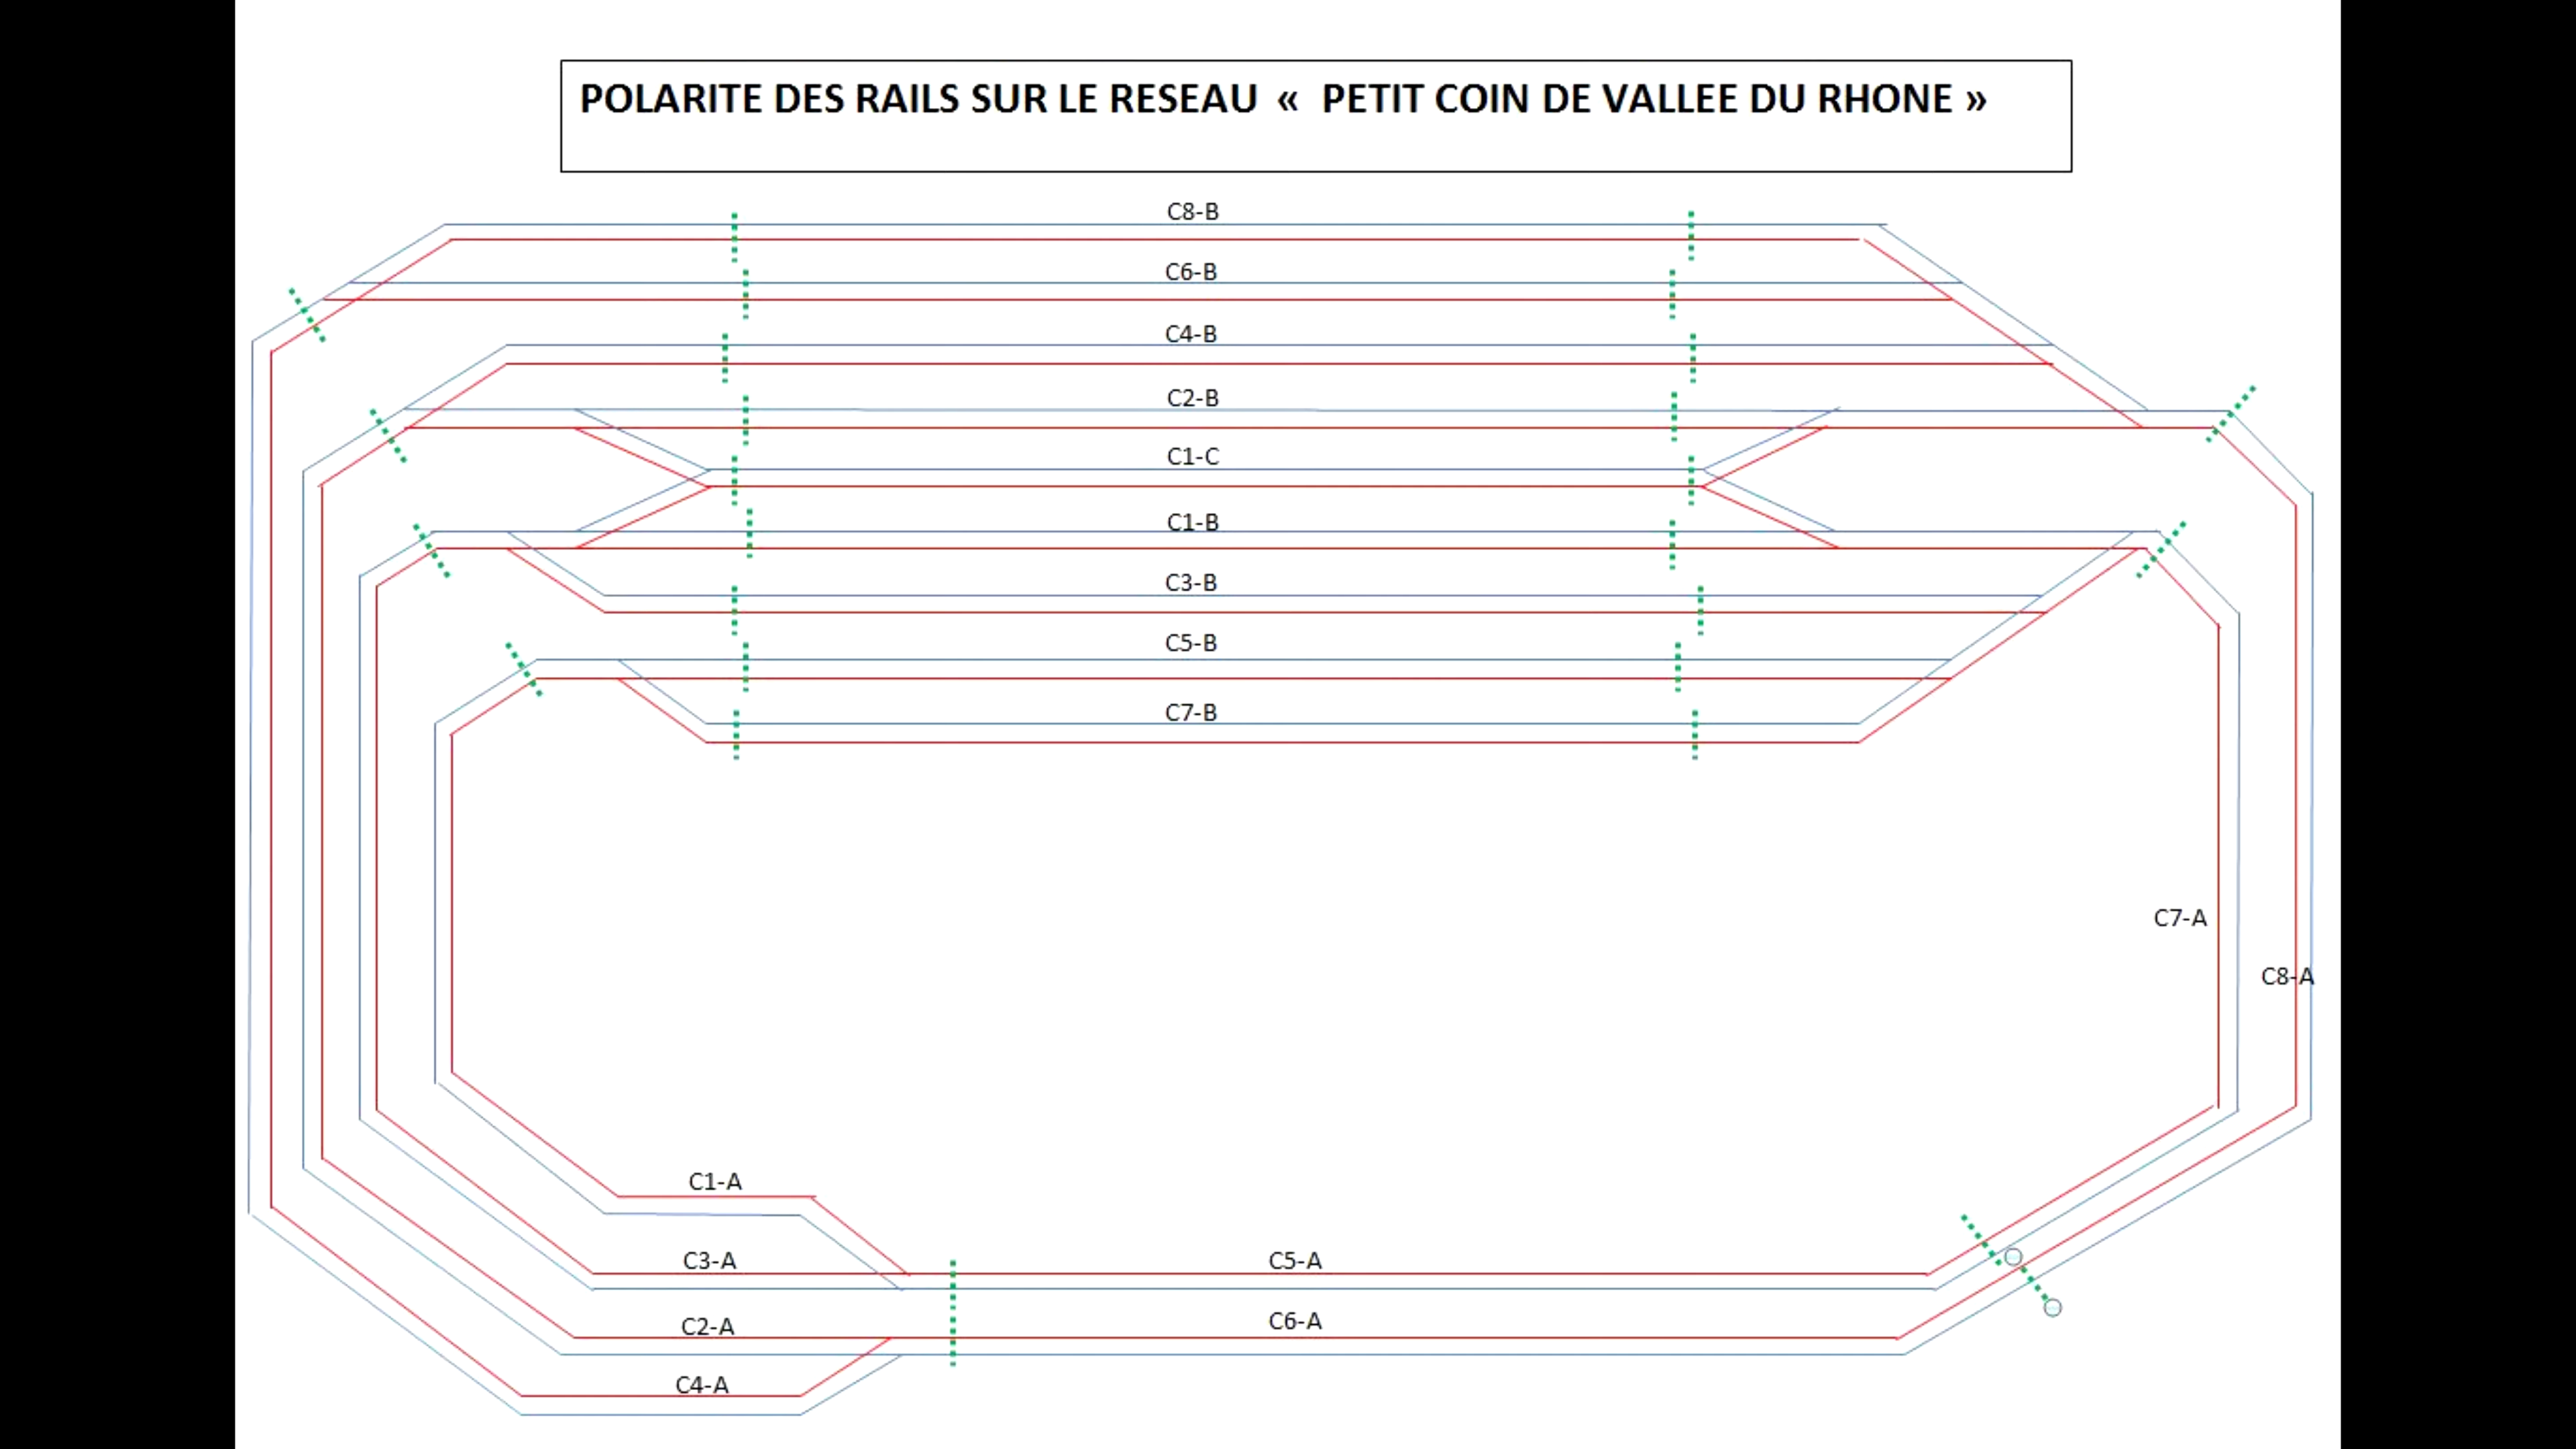 POLARITE DES RAILS SUR LE RESEAU « PETIT COIN DE VALLEE DU RHONE »
C8-B
C6-B
C4-B
C2-B
C1-C
C1-B
C3-B
C5-B
C7-B
C7-A
C8-A
C1-A
C3-A
C5-A
C2-A
C6-A
C4-A